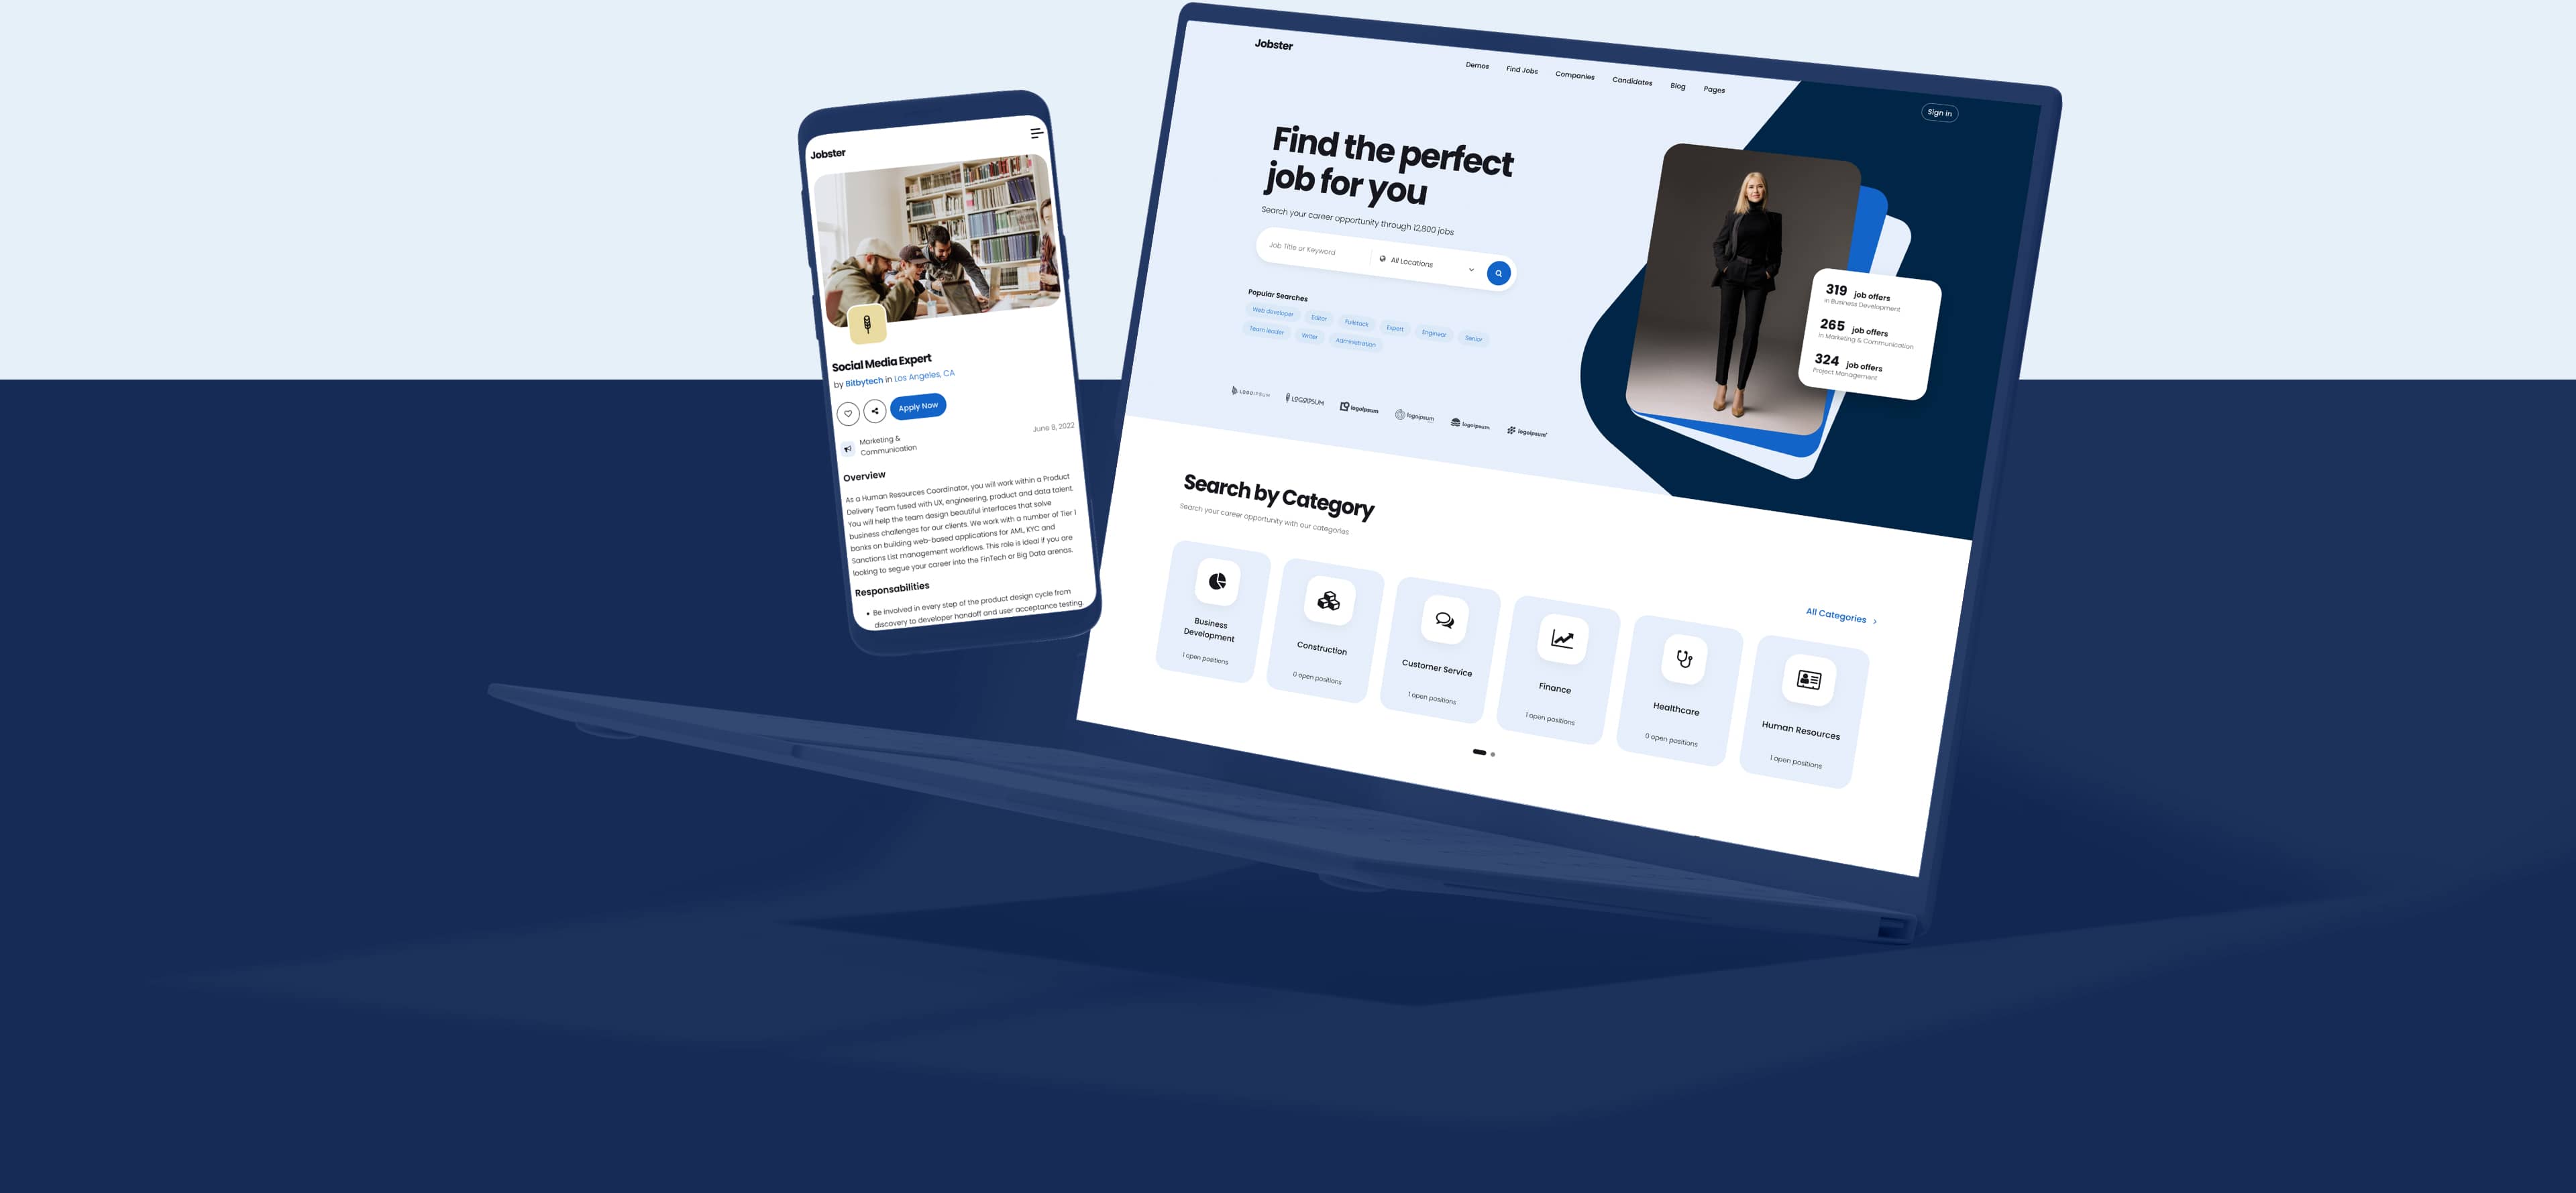 Jobster
Social Media Expert
by Bitbytech in Los Angeles, CA
Apply Now
Marketing &
Communication
June 8, 2022
Overview
As a Human Resources Coordinator, you will work within a Product
Delivery Team fused with UX, engineering, product and data talent.
You will help the team design beautiful interfaces that solve
business challenges for our clients. We work with a number of Tier 1
banks on building web-based applications for AML, KYC and
Sanctions List management workflows. This role is ideal if you are
looking to segue your career into the FinTech or Big Data arenas.
Responsabilities
• Be involved in every step of the product design cycle from
discovery to developer handoff and user acceptance testing.
Jobster
Demos Find Jobs Companies Candidates Blog Pages
Sign In
Find the perfect
job for you
Search your career opportunity through 12,800 jobs
Job Title or Keyword All Locations
Popular Searches
Web developer Editor Fullstack Expert Engineer Senior
Team leader Writer Administration
LOGOIPSUM LOGOIPSUM logoipsum logoipsum logoipsum logoipsum
319 job offers
in Business Development
265 job offers
in Marketing & Communication
324 job offers
Project Management
Search by Category
Search your career opportunity with our categories
All Categories
Business
Development
1 open positions
Construction
0 open positions
Customer Service
1 open positions
Finance
1 open positions
Healthcare
0 open positions
Human Resources
1 open positions